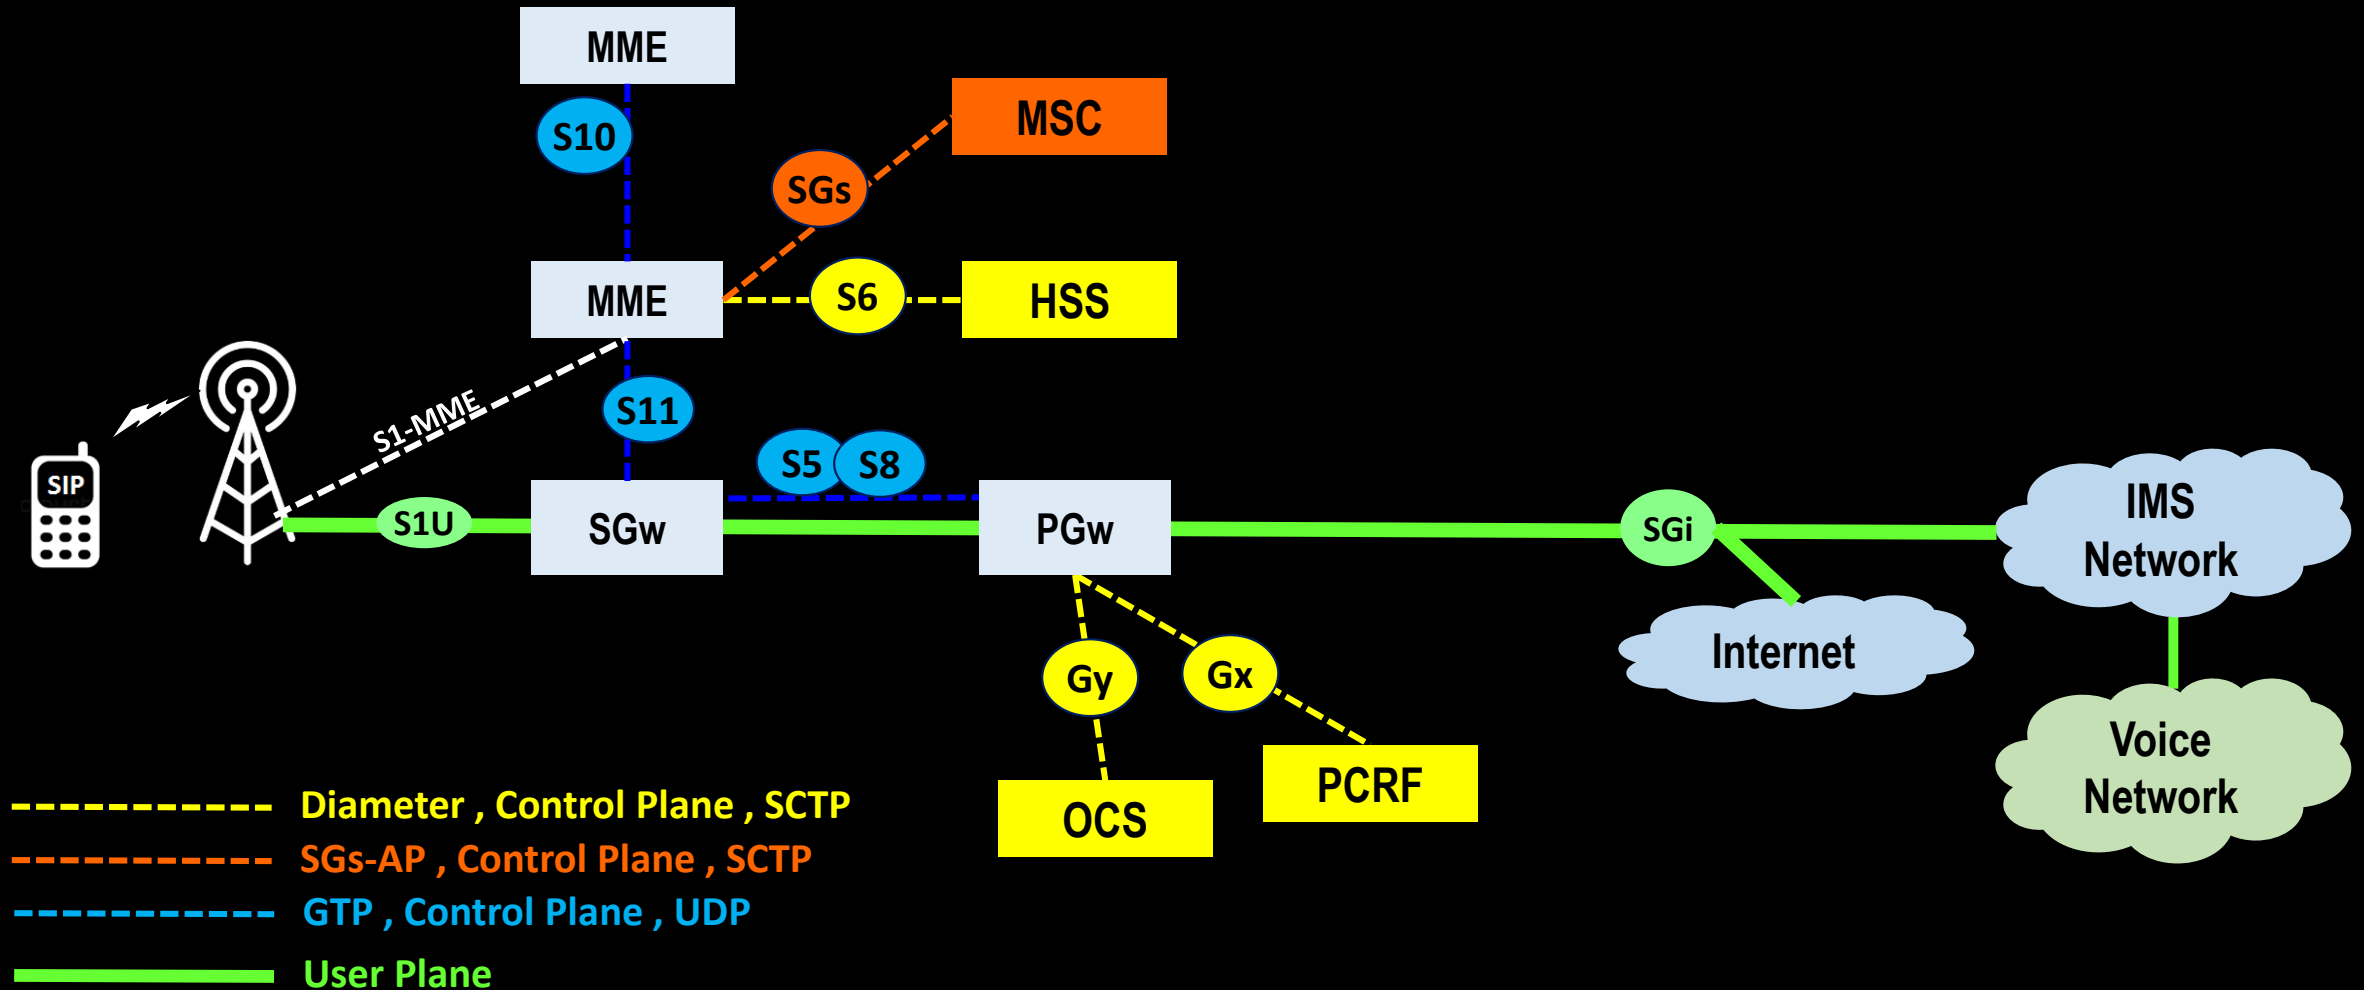 MME
S10
MSC
SGs
MME
S6
HSS
S1-MME
S11
S5
S8
SIP
S1U
SGw
PGw
SGi
IMS
Network
Internet
Gy
Gx
Voice
Network
OCS
PCRF
Diameter , Control Plane , SCTP
SGs-AP , Control Plane , SCTP
GTP , Control Plane , UDP
User Plane